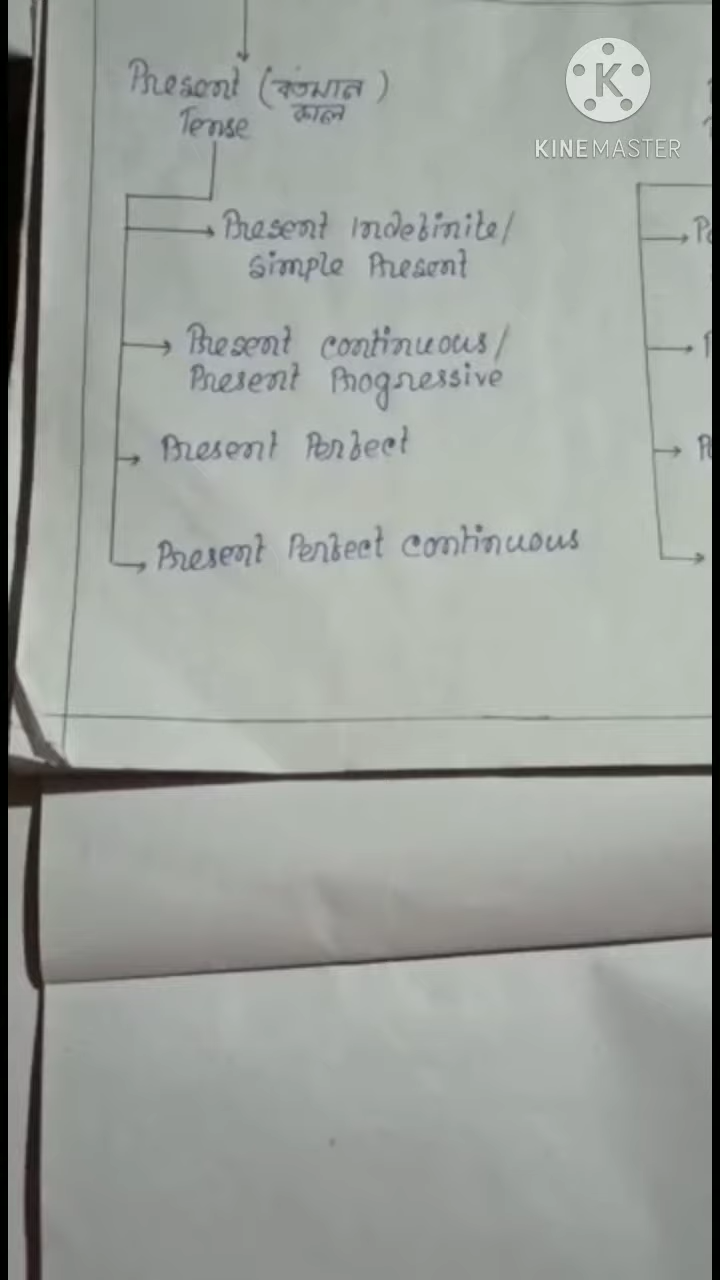 Present (বর্তমান কাল)
Tense
Present Indefinite/
simple Present
Present continuous/
Present Progressive
Present Perfect
Present Perfect continuous
KINEMASTER